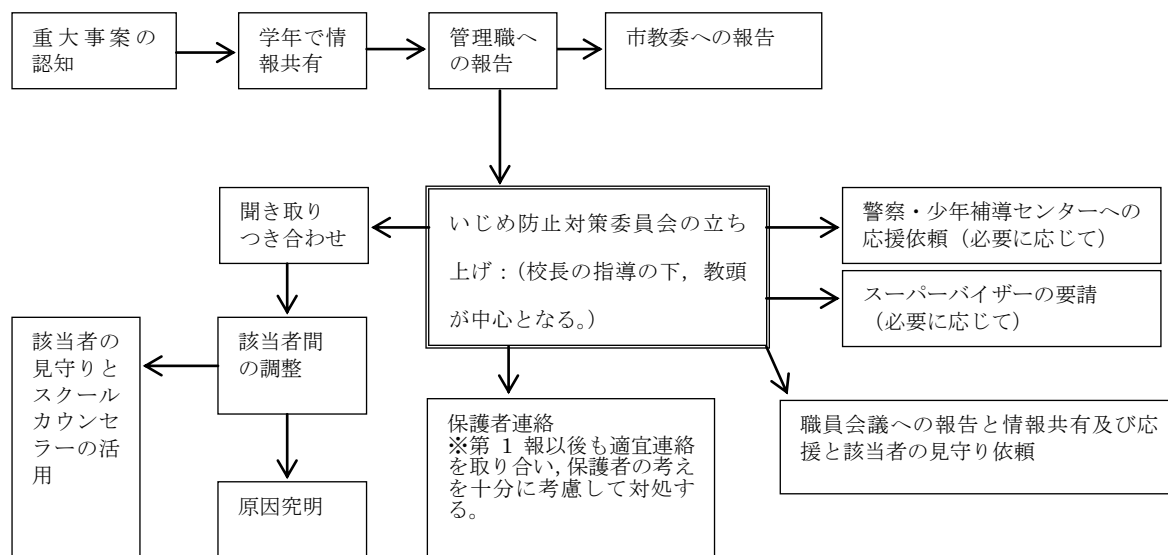 重大事案の
認知
学年で情
報共有
管理職へ
の報告
市教委への報告
聞き取り
つき合わせ
いじめ防止対策委員会の立ち
上げ：（校長の指導の下，教頭
が中心となる。）
警察・少年補導センターへの
応援依頼（必要に応じて）
スーパーバイザーの要請
（必要に応じて）
該当者の
見守りと
スクール
カウンセ
ラーの活
用
該当者間
の調整
原因究明
保護者連絡
※第 1 報以後も適宜連絡
を取り合い,保護者の考え
を十分に考慮して対処す
る。
職員会議への報告と情報共有及び応
援と該当者の見守り依頼